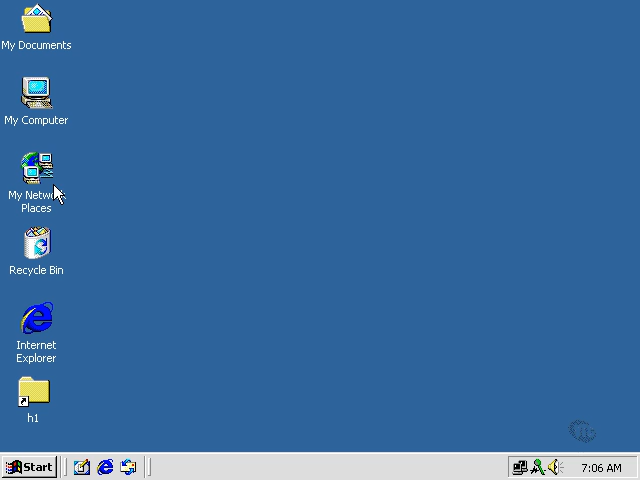 My Documents
My Computer
My Network
Places
Recycle Bin
Internet
Explorer
h1
Start
7:06 AM